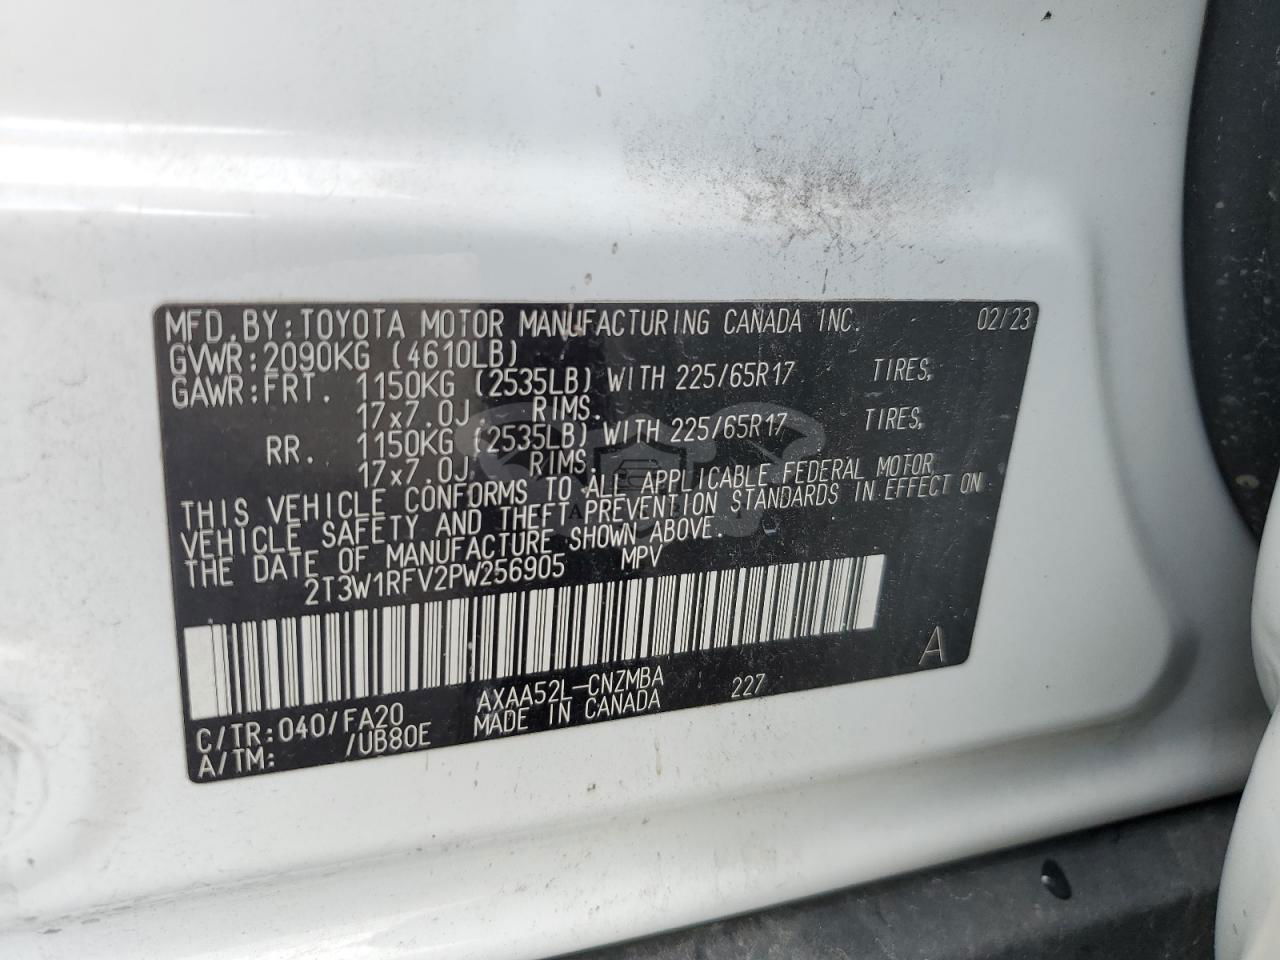 MFD.BY:TOYOTA MOTOR MANUFACTURING CANADA INC. 02/23
GVWR:2090KG (4610LB)
GAWR:FRT. 1150KG (2535LB) WITH 225/65R17 TIRES,
17x7.0J RIMS.
RR. 1150KG (2535LB) WITH 225/65R17 TIRES,
17x7.0J RIMS.
THIS VEHICLE CONFORMS TO ALL APPLICABLE FEDERAL MOTOR
VEHICLE SAFETY AND THEFT PREVENTION STANDARDS IN EFFECT ON
THE DATE OF MANUFACTURE SHOWN ABOVE.
2T3W1RFV2PW256905 MPV
A
C/TR:040/FA20 AXAA52L-CNZMBA 227
A/TM: /UB80E MADE IN CANADA